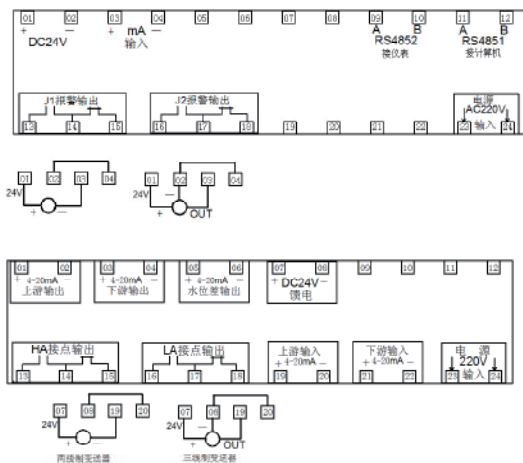 01 02 03 04 05 06 07 08 09 10 11 12
+ − + mA − A B A B
DC24V 输入 RS4852 RS4851
接仪表 接计算机
J1报警输出 J2报警输出 电源
AC220V
13 14 15 16 17 18 19 20 21 22 23 输入 24
01 02 03 04 01 02 03 04
24V + − 24V + − OUT
01 02 03 04 05 06 07 08 09 10 11 12
+ 4-20mA − + 4-20mA − + 4-20mA − + DC24V −
上游输出 下游输出 水位差输出 馈电
HA接点输出 LA接点输出 上游输入 下游输入 电 源
+ 4-20mA − + 4-20mA − 220V
13 14 15 16 17 18 19 20 21 22 23 输入 24
07 08 19 20 07 08 19 20
24V + − 24V + − OUT
两线制变送器 三线制变送器